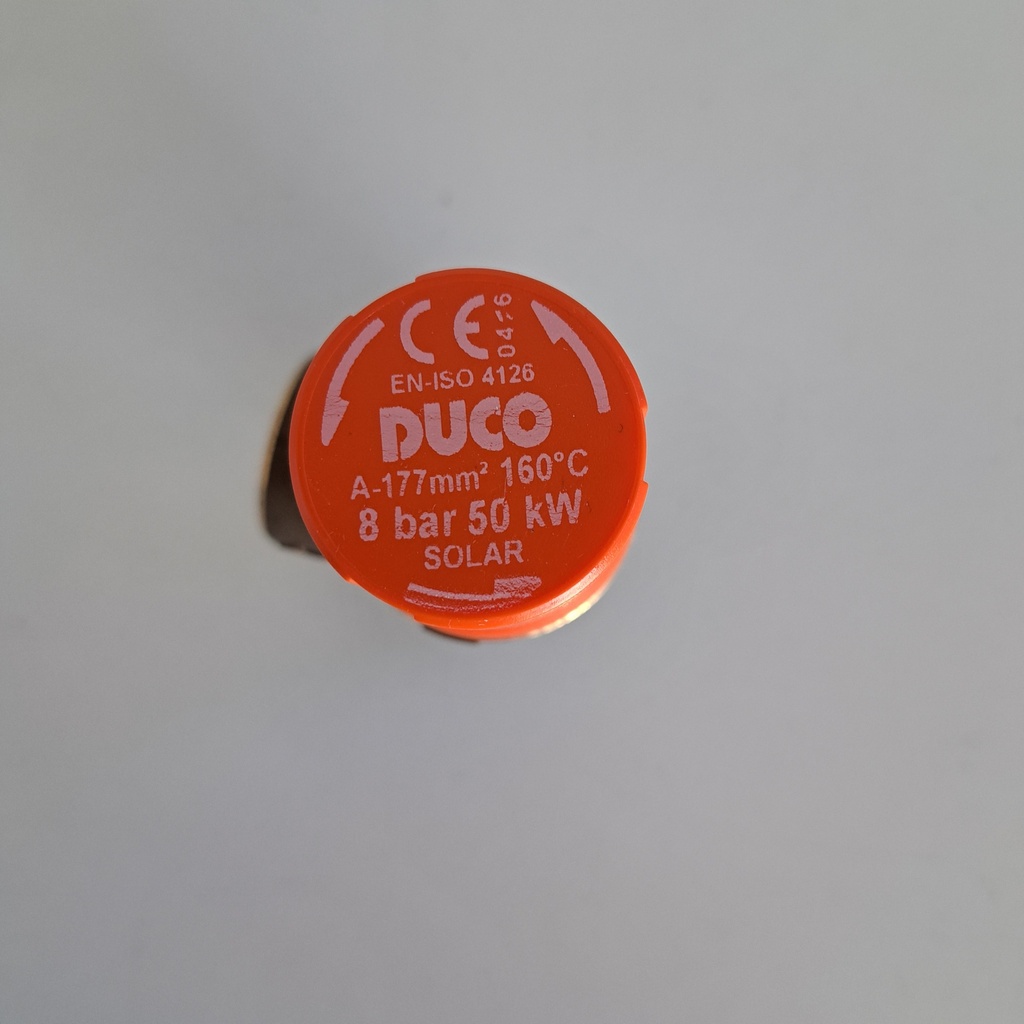 CE 0476
EN-ISO 4126
DUCO
A-177mm² 160°C
8 bar 50 kW
SOLAR